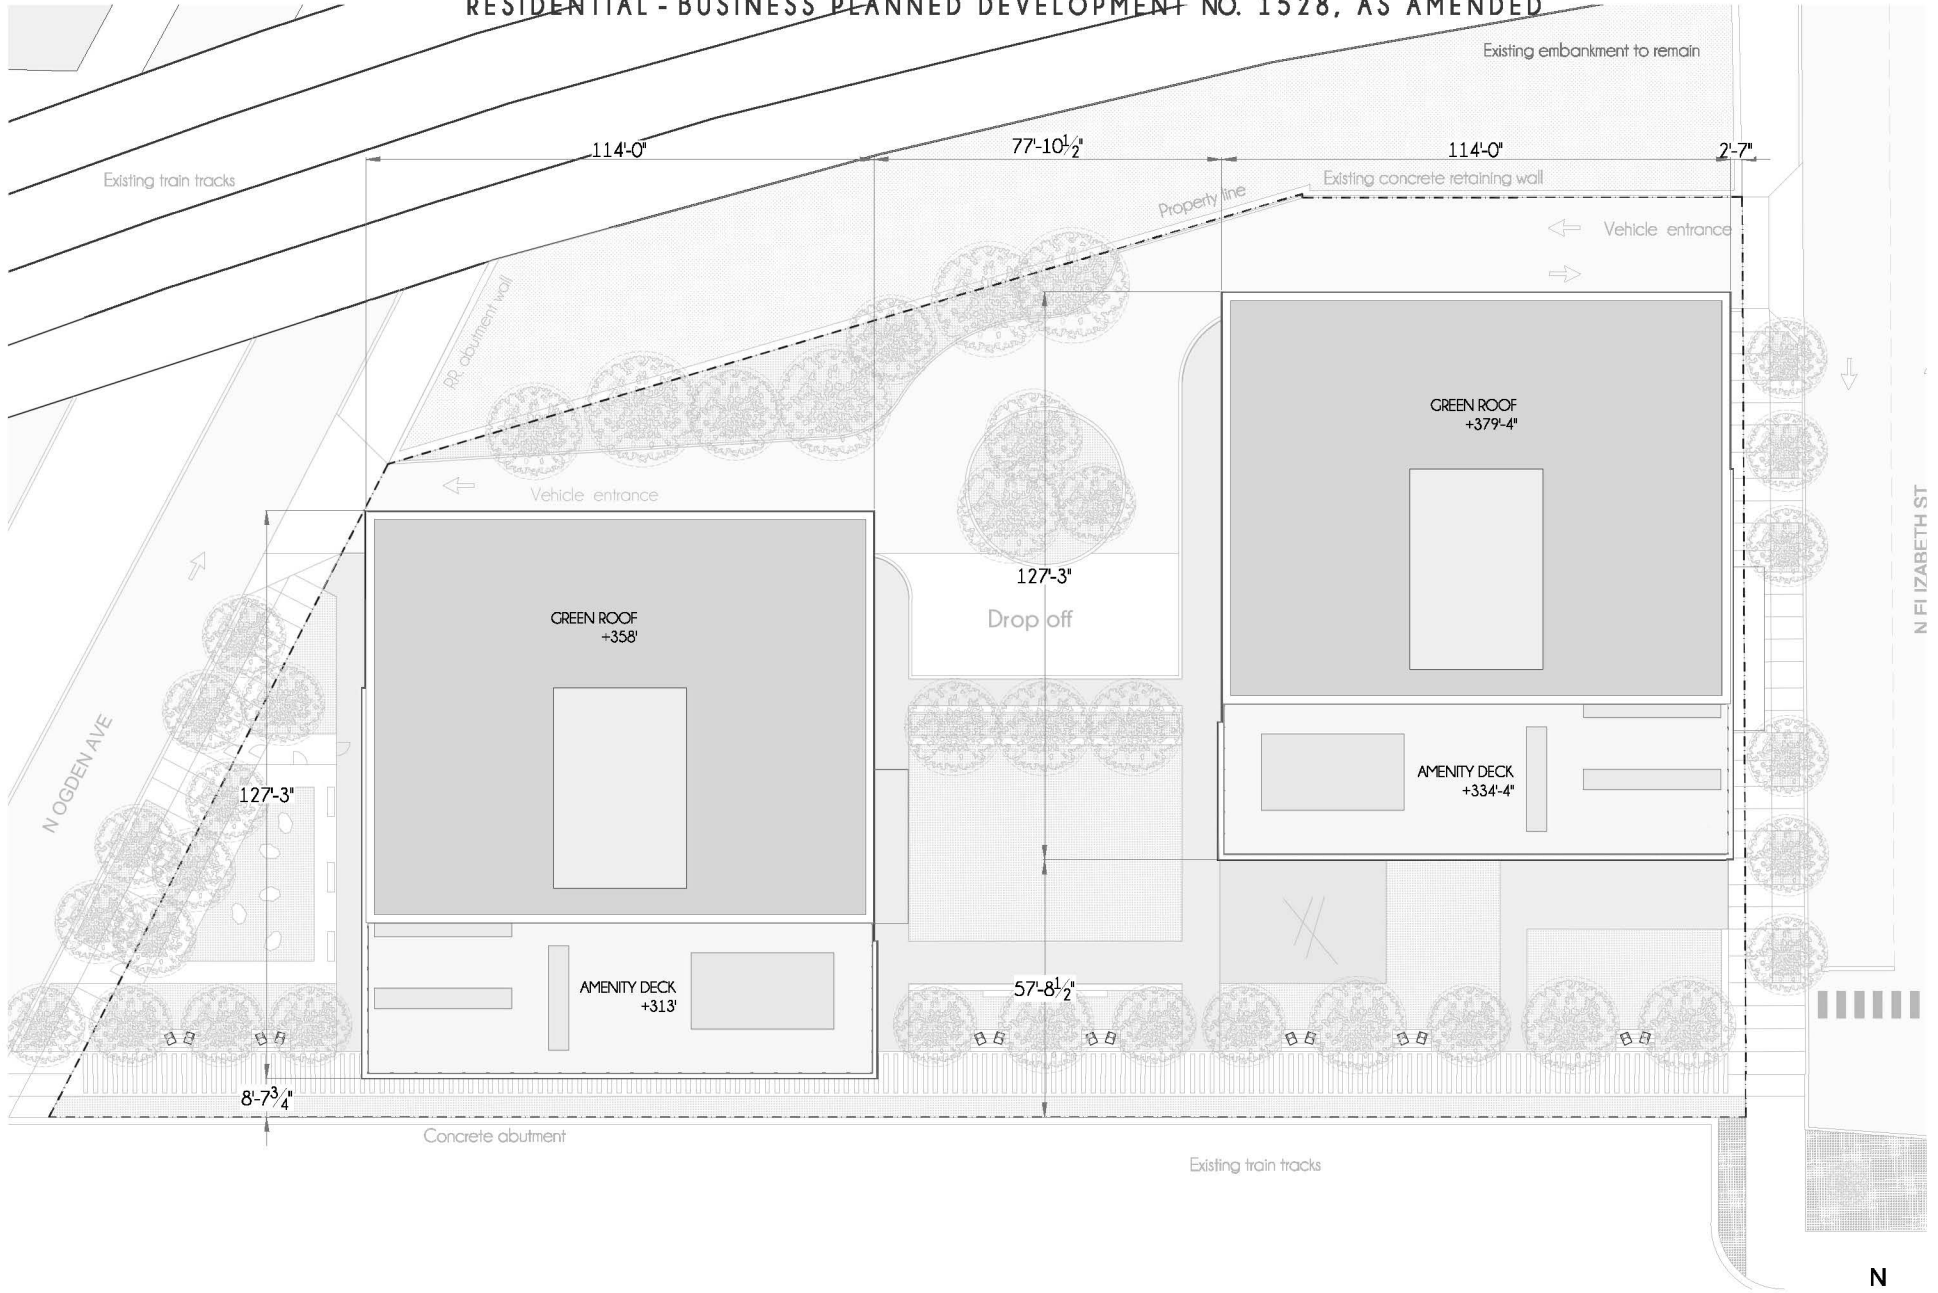 RESIDENTIAL - BUSINESS PLANNED DEVELOPMENT NO. 1528, AS AMENDED
Existing embankment to remain
114'-0"
77'-10½"
114'-0"
2'-7"
Existing train tracks
Existing concrete retaining wall
Property line
Vehicle entrance
R.R. abutment wall
GREEN ROOF
+379'-4"
Vehicle entrance
N ELIZABETH ST
127'-3"
GREEN ROOF
+358'
Drop off
N OGDEN AVE
127'-3"
AMENITY DECK
+334'-4"
AMENITY DECK
+313'
57'-8½"
8'-7¾"
Concrete abutment
Existing train tracks
N